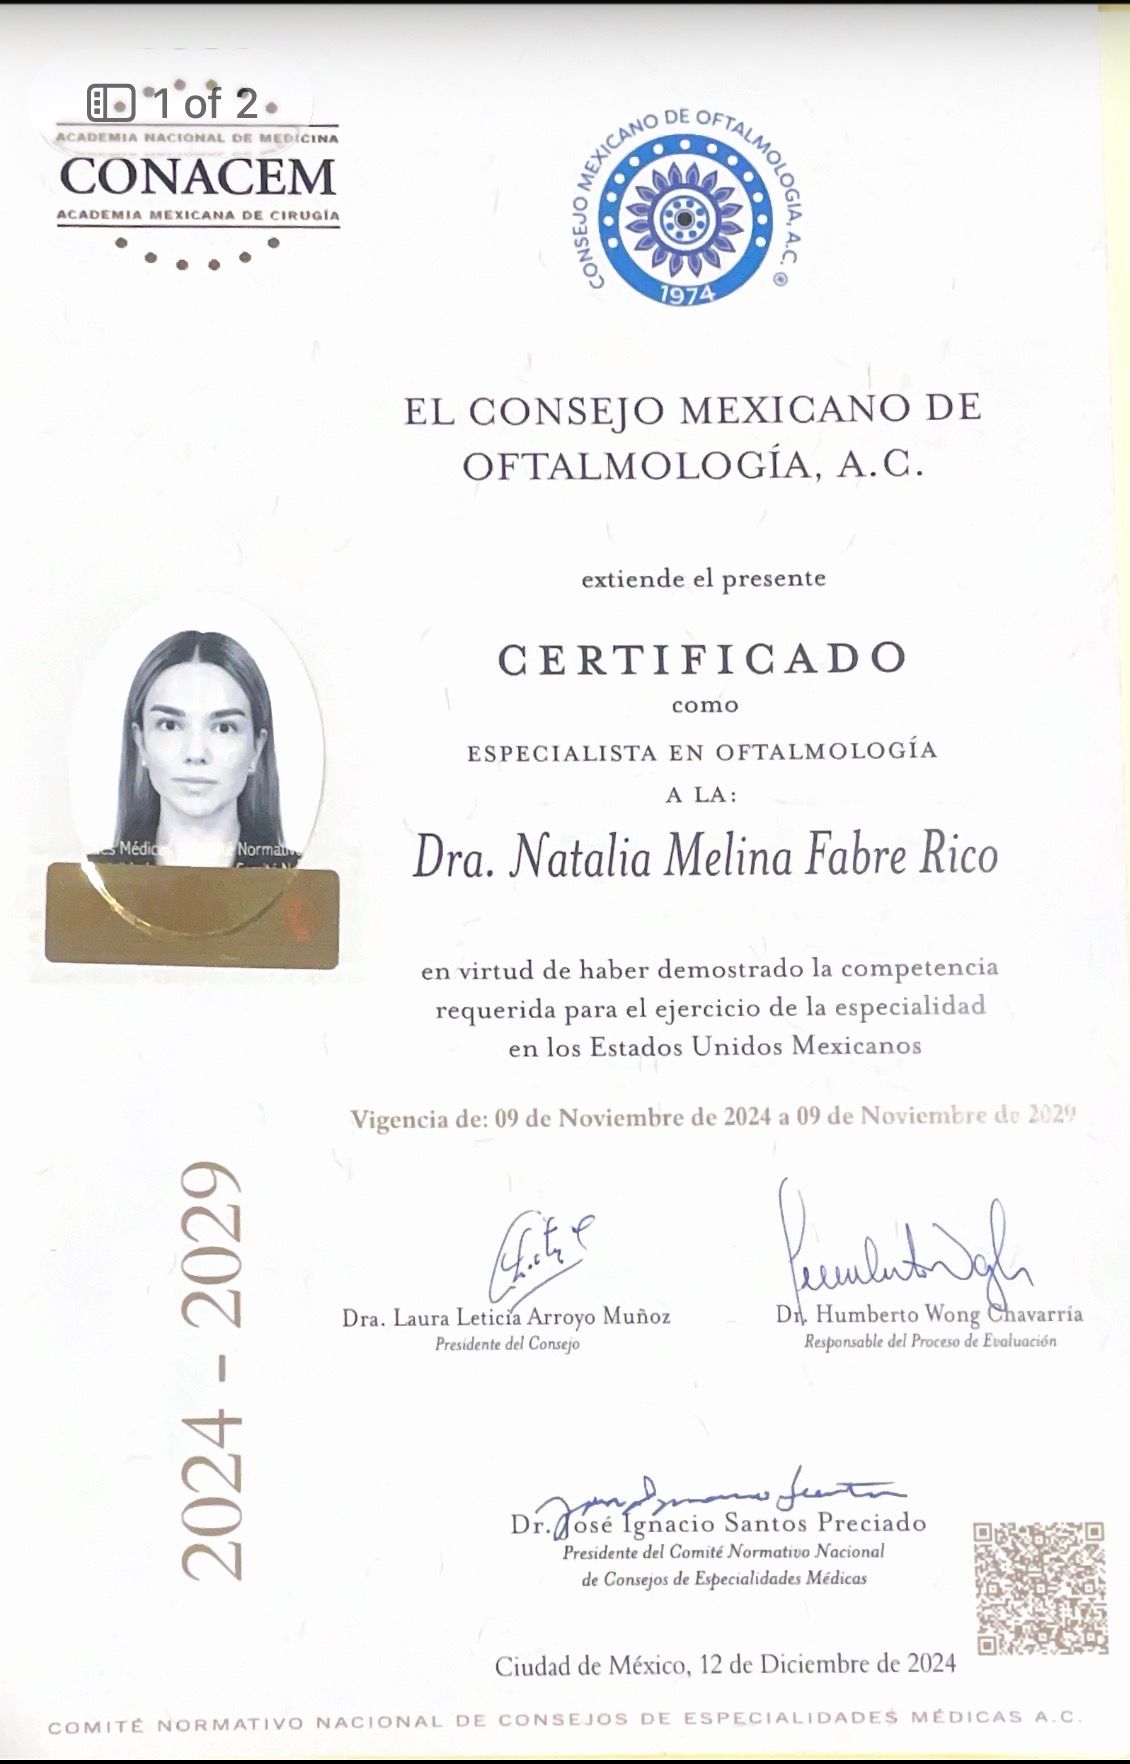 1 of 2
ACADEMIA NACIONAL DE MEDICINA
CONACEM
ACADEMIA MEXICANA DE CIRUGÍA
CONSEJO MEXICANO DE OFTALMOLOGIA, A.C. ®
1974
EL CONSEJO MEXICANO DE
OFTALMOLOGÍA, A.C.
extiende el presente
CERTIFICADO
como
ESPECIALISTA EN OFTALMOLOGÍA
A LA:
Dra. Natalia Melina Fabre Rico
Normativo
en virtud de haber demostrado la competencia
requerida para el ejercicio de la especialidad
en los Estados Unidos Mexicanos
Vigencia de: 09 de Noviembre de 2024 a 09 de Noviembre de 2029
2024 - 2029
Dra. Laura Leticia Arroyo Muñoz
Presidente del Consejo
Dr. Humberto Wong Chavarría
Responsable del Proceso de Evaluación
Dr. José Ignacio Santos Preciado
Presidente del Comité Normativo Nacional
de Consejos de Especialidades Médicas
Ciudad de México, 12 de Diciembre de 2024
COMITÉ NORMATIVO NACIONAL DE CONSEJOS DE ESPECIALIDADES MÉDICAS A.C.